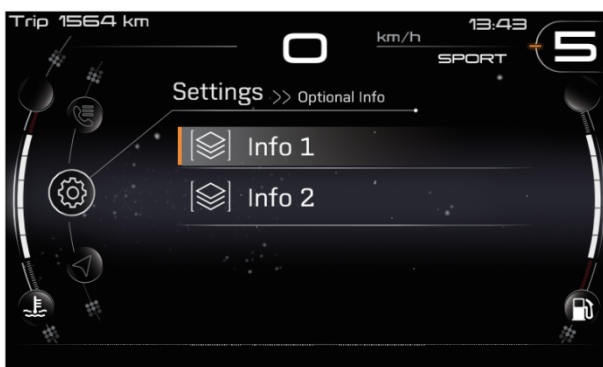 Trip 1564 km
0 km/h
13:43
SPORT
5
Settings >> Optional Info
Info 1
Info 2